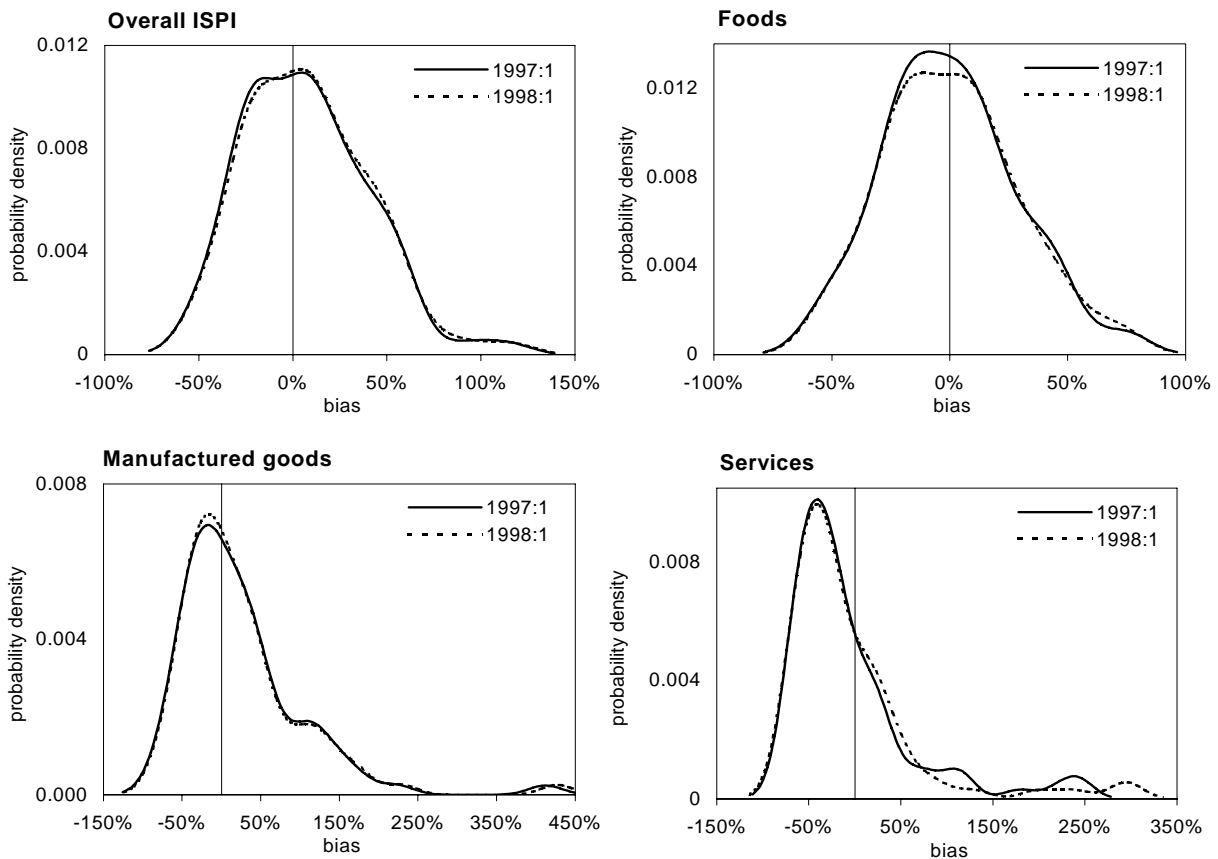 Overall ISPI
0.012
0.008
0.004
0
probability density
1997:1
1998:1
-100% -50% 0% 50% 100% 150%
bias
Foods
0.012
0.008
0.004
0
probability density
1997:1
1998:1
-100% -50% 0% 50% 100%
bias
Manufactured goods
0.008
0.004
0.000
probability density
1997:1
1998:1
-150% -50% 50% 150% 250% 350% 450%
bias
Services
0.008
0.004
0
probability density
1997:1
1998:1
-150% -50% 50% 150% 250% 350%
bias